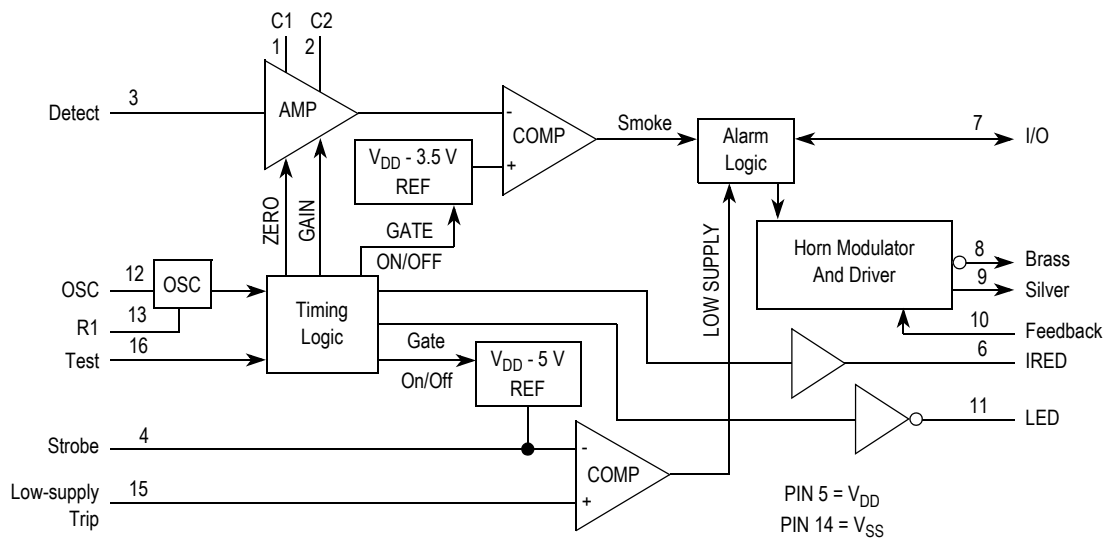 C1 C2
1 2
Detect 3
AMP
-
COMP
+
Smoke
Alarm
Logic
7 I/O
V_DD - 3.5 V
REF
ZERO
GAIN
GATE
ON/OFF
LOW SUPPLY
Horn Modulator
And Driver
8 Brass
9 Silver
10 Feedback
OSC 12
OSC
R1 13
Test 16
Timing
Logic
Gate
On/Off
V_DD - 5 V
REF
6 IRED
11 LED
Strobe 4
-
COMP
+
Low-supply
Trip
15
PIN 5 = V_DD
PIN 14 = V_SS